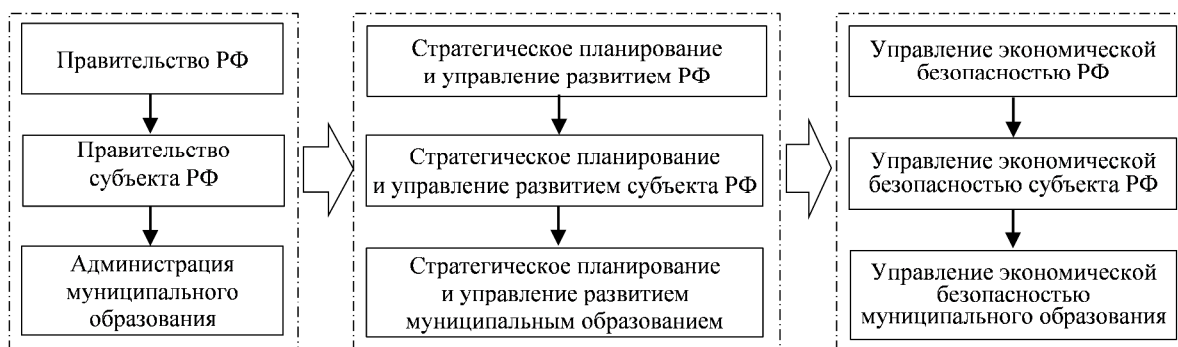 Правительство РФ
Правительство
субъекта РФ
Администрация
муниципального
образования
Стратегическое планирование
и управление развитием РФ
Стратегическое планирование
и управление развитием субъекта РФ
Стратегическое планирование
и управление развитием
муниципальным образованием
Управление экономической
безопасностью РФ
Управление экономической
безопасностью субъекта РФ
Управление экономической
безопасностью
муниципального образования